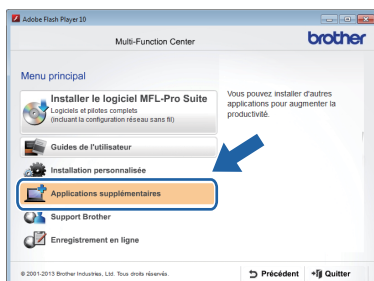 Adobe Flash Player 10
Multi-Function Center
brother
Menu principal
Installer le logiciel MFL-Pro Suite
Logiciels et pilotes complets
(incluant la configuration réseau sans fil)
Guides de l'utilisateur
Installation personnalisée
Applications supplémentaires
Support Brother
Enregistrement en ligne
Vous pouvez installer d'autres
applications pour augmenter la
productivité.
© 2001-2013 Brother Industries, Ltd. Tous droits réservés.
Précédent
Quitter